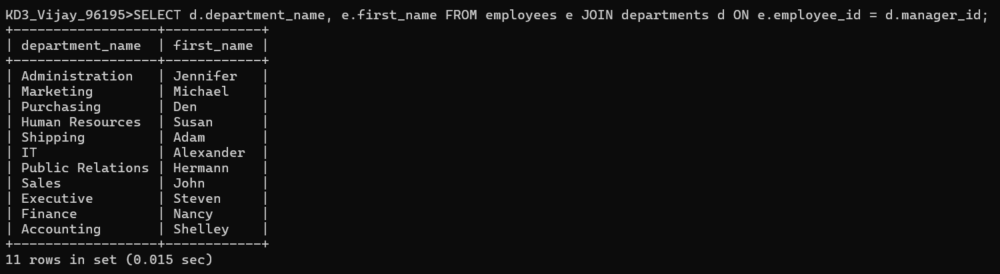 KD3_Vijay_96195>SELECT d.department_name, e.first_name FROM employees e JOIN departments d ON e.employee_id = d.manager_id;
+------------------+------------+
| department_name  | first_name |
+------------------+------------+
| Administration   | Jennifer   |
| Marketing        | Michael    |
| Purchasing       | Den        |
| Human Resources  | Susan      |
| Shipping         | Adam       |
| IT               | Alexander  |
| Public Relations | Hermann    |
| Sales            | John       |
| Executive        | Steven     |
| Finance          | Nancy      |
| Accounting       | Shelley    |
+------------------+------------+
11 rows in set (0.015 sec)